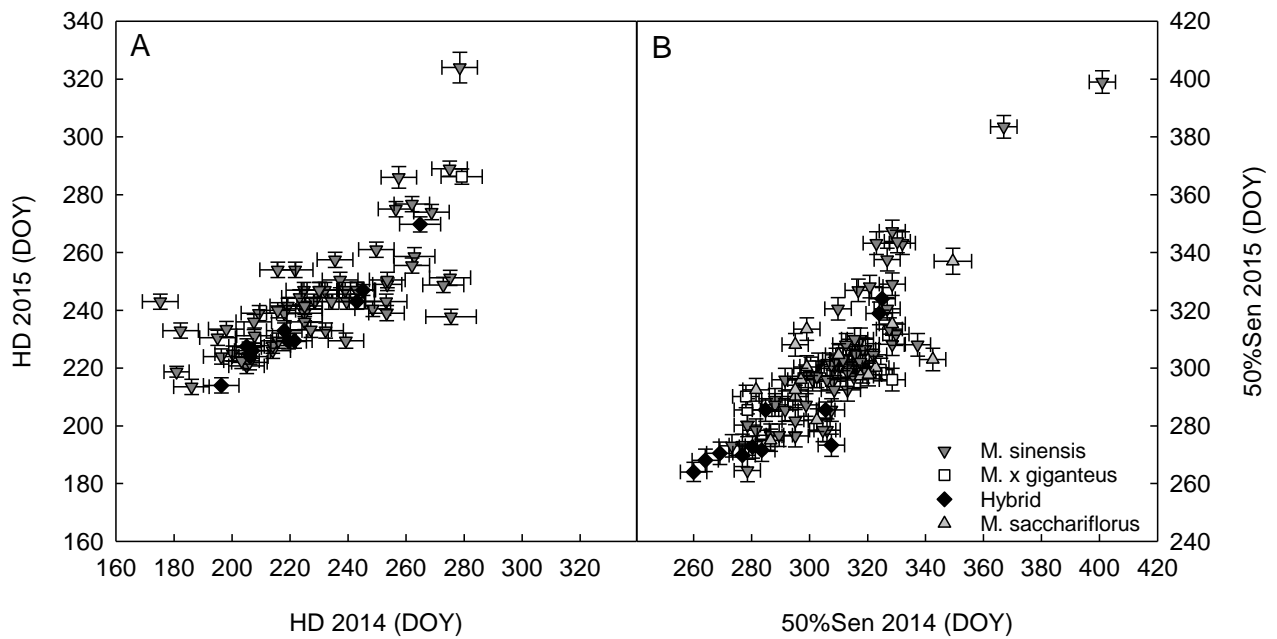 A
B
340
320
300
280
260
240
220
200
180
160
HD 2015 (DOY)
160 180 200 220 240 260 280 300 320
HD 2014 (DOY)
420
400
380
360
340
320
300
280
260
240
50%Sen 2015 (DOY)
260 280 300 320 340 360 380 400 420
50%Sen 2014 (DOY)
M. sinensis
M. x giganteus
Hybrid
M. sacchariflorus